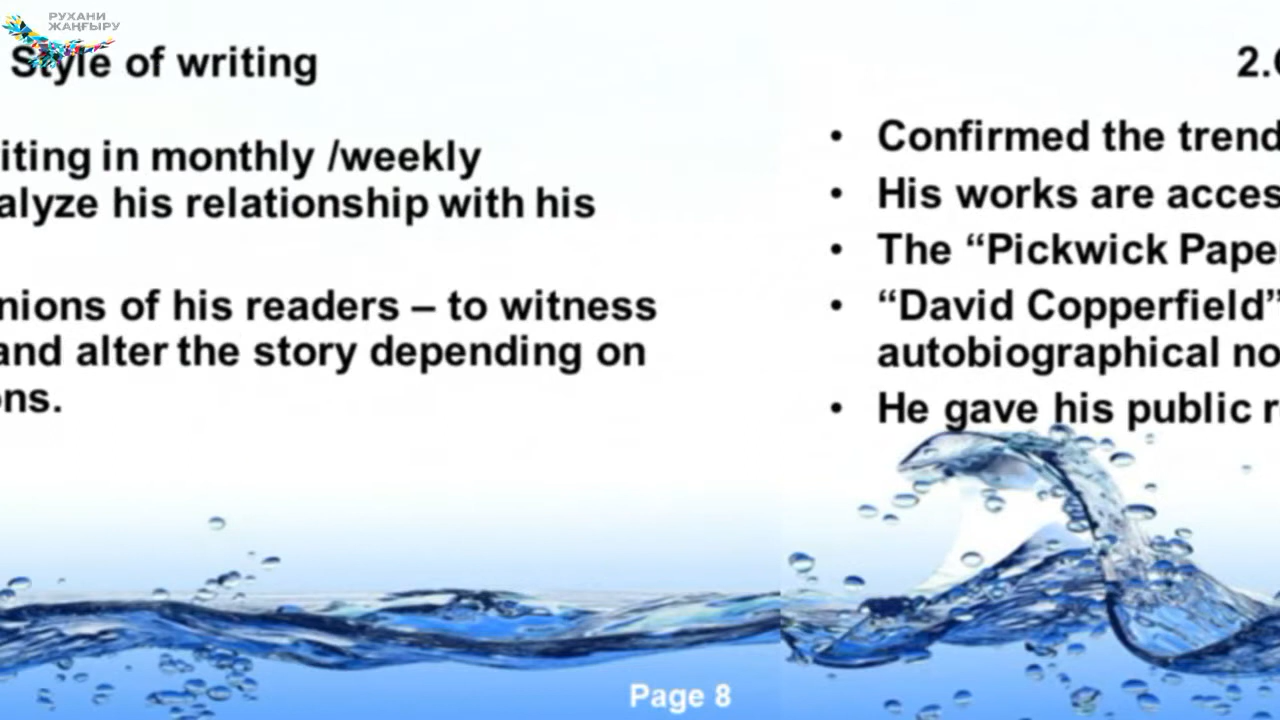 РУХАНИ
ЖАҢҒЫРУ
Style of writing
iting in monthly /weekly
alyze his relationship with his
nions of his readers – to witness
and alter the story depending on
ons.
Page 8
2.
• Confirmed the trend
• His works are acces
• The “Pickwick Pape
• “David Copperfield”
autobiographical no
• He gave his public r